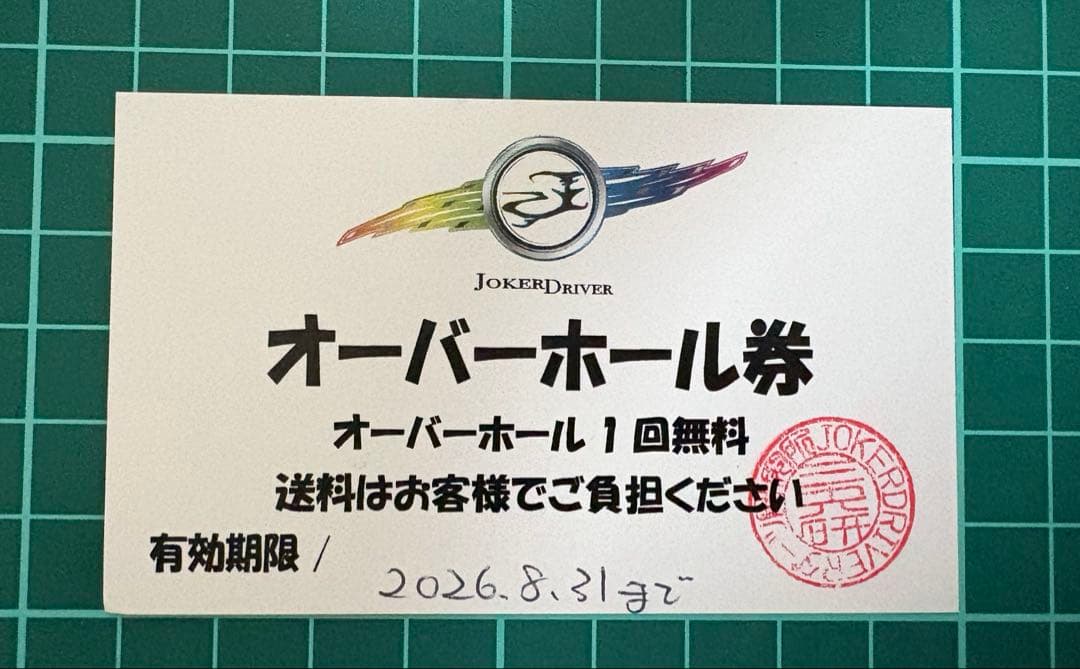 JOKERDRIVER
オーバーホール券
オーバーホール1回無料
送料はお客様でご負担ください
有効期限/
2026.8.31まで
JOKERDRIVER